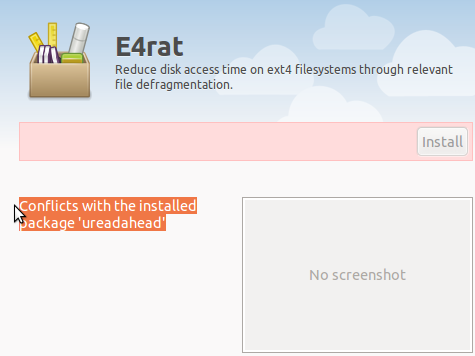 E4rat
Reduce disk access time on ext4 filesystems through relevant
file defragmentation.
Install
Conflicts with the installed
package 'ureadahead'
No screenshot